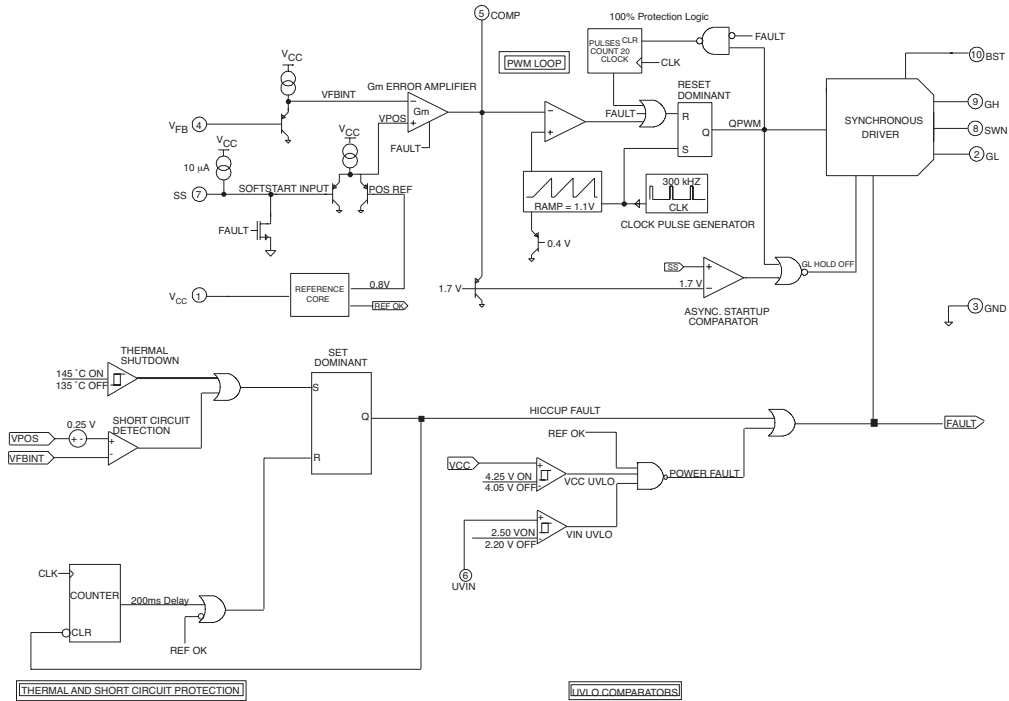 5 COMP
100% Protection Logic
PULSES
COUNT 20
CLOCK
CLR
CLK
FAULT
10 BST
VCC
PWM LOOP
Gm ERROR AMPLIFIER
VFBINT
Gm
VPOS
FAULT
VFB 4
VCC
10 µA
VCC
SS 7
SOFTSTART INPUT
POS REF
FAULT
FAULT
RESET
DOMINANT
R
Q
S
QPWM
SYNCHRONOUS
DRIVER
9 GH
8 SWN
2 GL
RAMP = 1.1V
300 kHZ
CLK
CLOCK PULSE GENERATOR
0.4 V
GL HOLD OFF
SS
1.7 V
1.7 V
ASYNC. STARTUP
COMPARATOR
VCC 1
REFERENCE
CORE
0.8V
REF OK
3 GND
THERMAL
SHUTDOWN
145 ˚C ON
135 ˚C OFF
SET
DOMINANT
S
Q
R
0.25 V
+ -
VPOS
VFBINT
SHORT CIRCUIT
DETECTION
HICCUP FAULT
FAULT
REF OK
VCC
4.25 V ON
4.05 V OFF
VCC UVLO
POWER FAULT
2.50 VON
2.20 V OFF
VIN UVLO
6
UVIN
CLK
COUNTER
CLR
200ms Delay
REF OK
THERMAL AND SHORT CIRCUIT PROTECTION
UVLO COMPARATORS